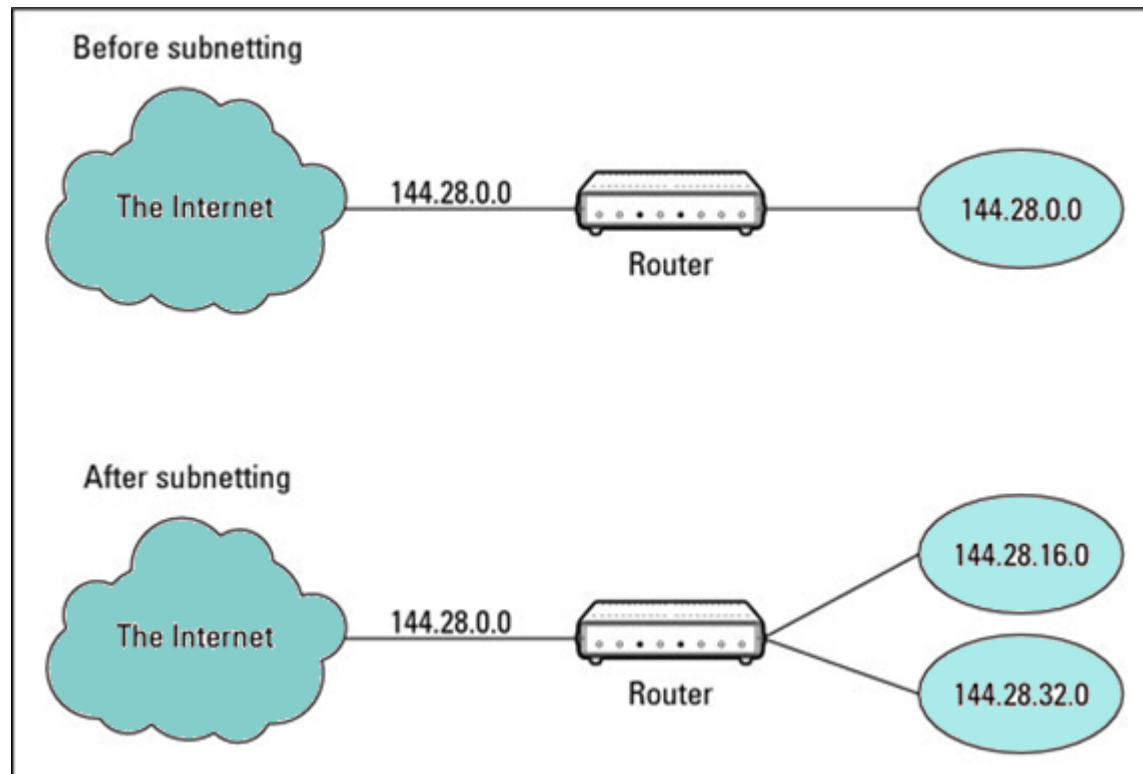 Before subnetting
The Internet
144.28.0.0
Router
144.28.0.0
After subnetting
The Internet
144.28.0.0
Router
144.28.16.0
144.28.32.0